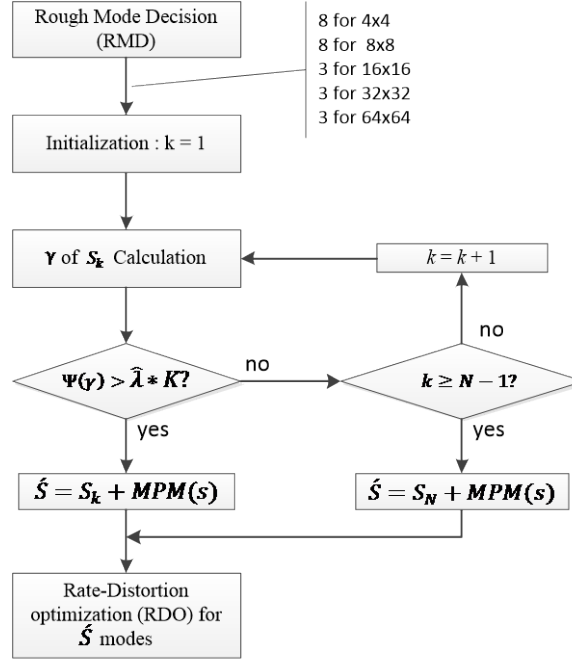 Rough Mode Decision
(RMD)
8 for 4x4
8 for 8x8
3 for 16x16
3 for 32x32
3 for 64x64
Initialization : k = 1
γ of S_k Calculation
k = k + 1
Ψ(γ) > λ̂ * K?
no
k ≥ N − 1?
no
yes
yes
Ś = S_k + MPM(s)
Ś = S_N + MPM(s)
Rate-Distortion
optimization (RDO) for
Ś modes